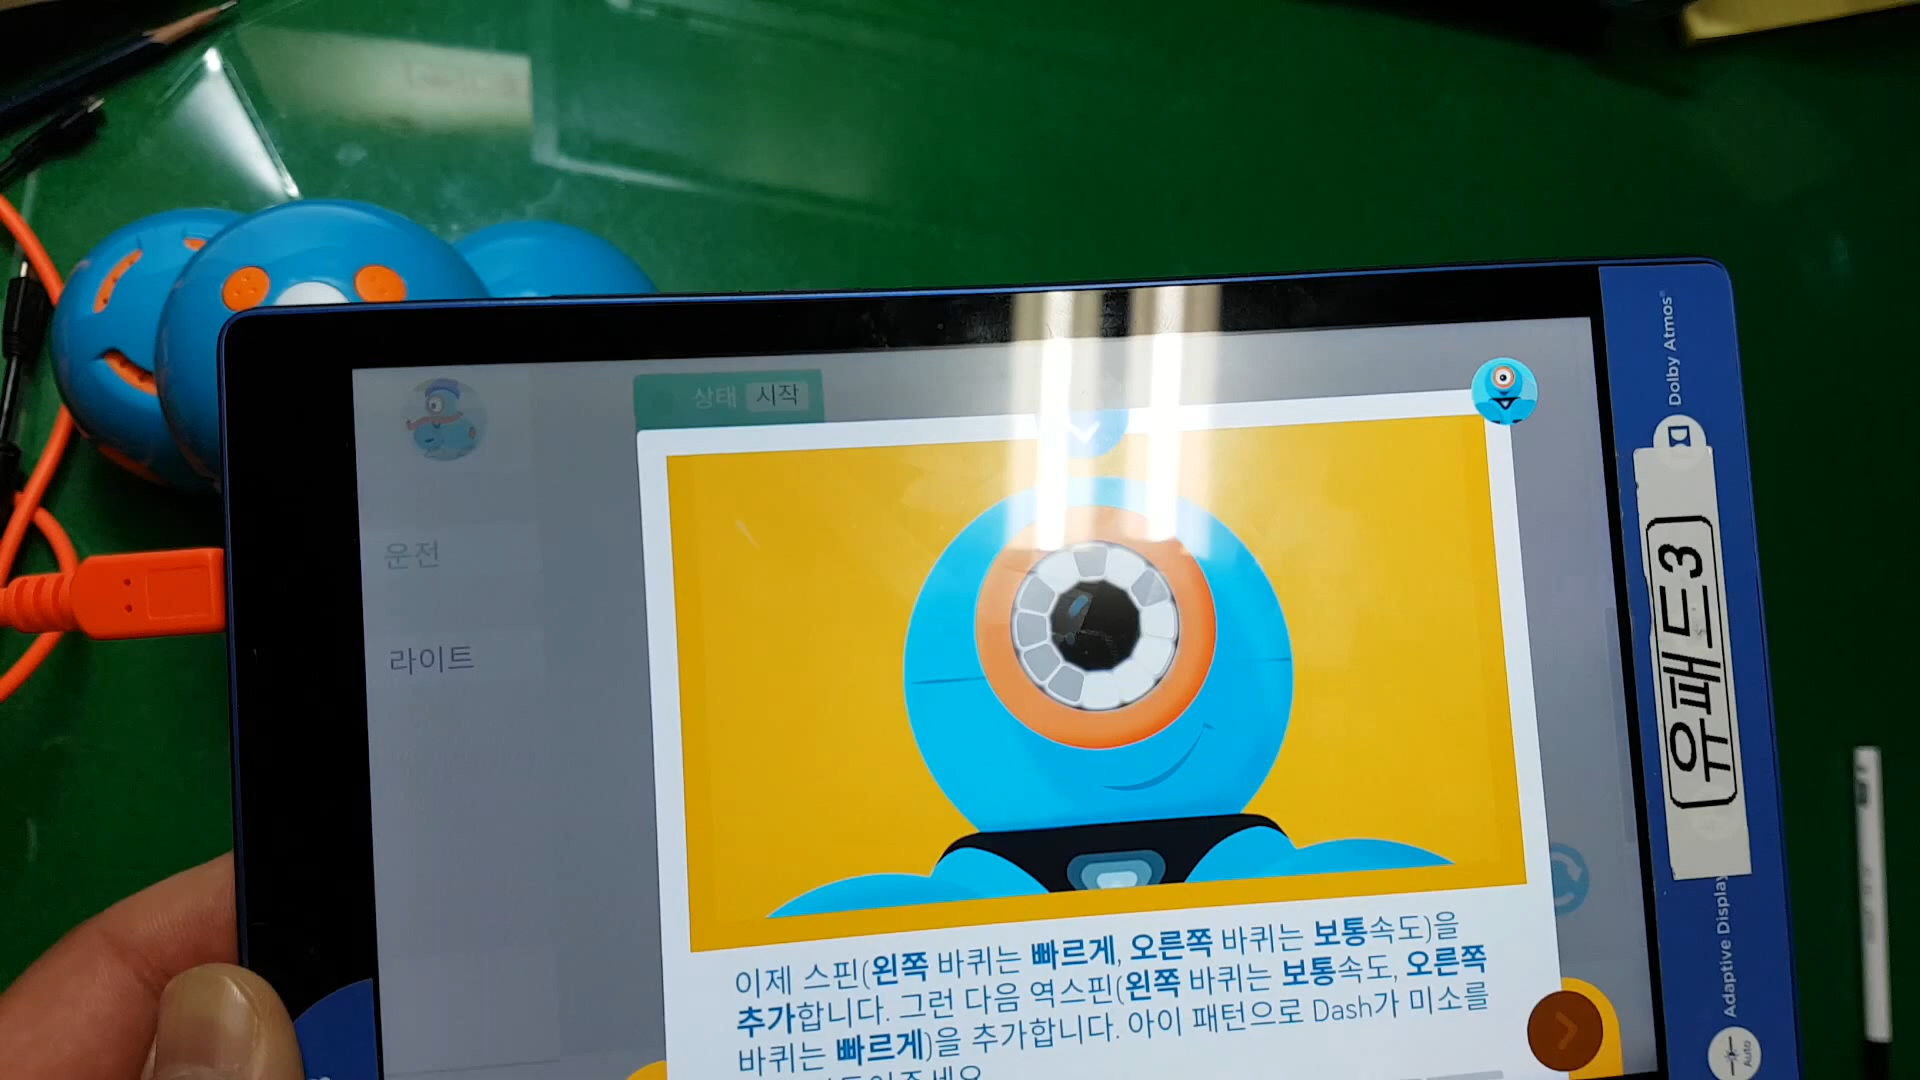 상태 시작
운전
라이트
이제 스핀(왼쪽 바퀴는 빠르게, 오른쪽 바퀴는 보통속도)을
추가합니다. 그런 다음 역스핀(왼쪽 바퀴는 보통속도, 오른쪽
바퀴는 빠르게)을 추가합니다. 아이 패턴으로 Dash가 미소를
Dolby Atmos
유패드3
Adaptive Display
Auto